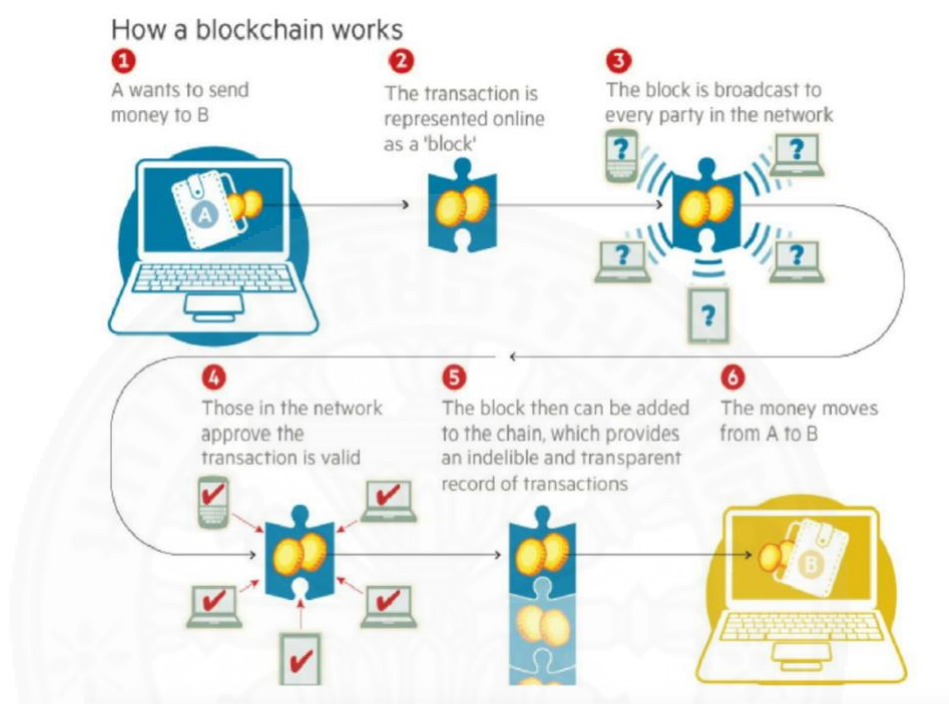 How a blockchain works
1
A wants to send
money to B
2
The transaction is
represented online
as a 'block'
3
The block is broadcast to
every party in the network
?
?
?
?
?
A
4
Those in the network
approve the
transaction is valid
5
The block then can be added
to the chain, which provides
an indelible and transparent
record of transactions
6
The money moves
from A to B
B